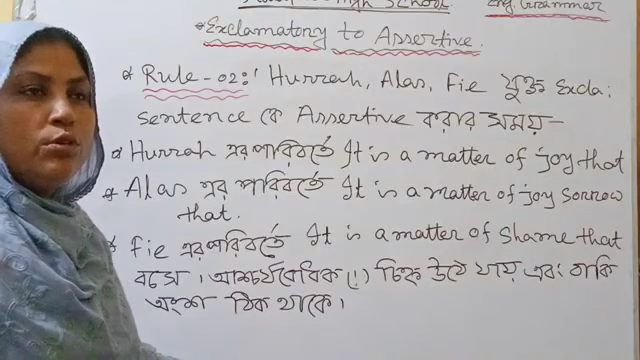 High School. Eng. Grammar
* Exclamatory to Assertive.
* Rule-02: Hurrah, Alas, Fie যুক্ত Excla:
sentence কে Assertive করার সময়-
* Hurrah এর পরিবর্তে It is a matter of joy that
* Alas এর পরিবর্তে It is a matter of joy sorrow
that.
* Fie এর পরিবর্তে It is a matter of Shame that
বসে। আশ্চর্যবোধক (!) চিহ্ন উঠে যায় এবং বাকি
অংশ ঠিক থাকে।